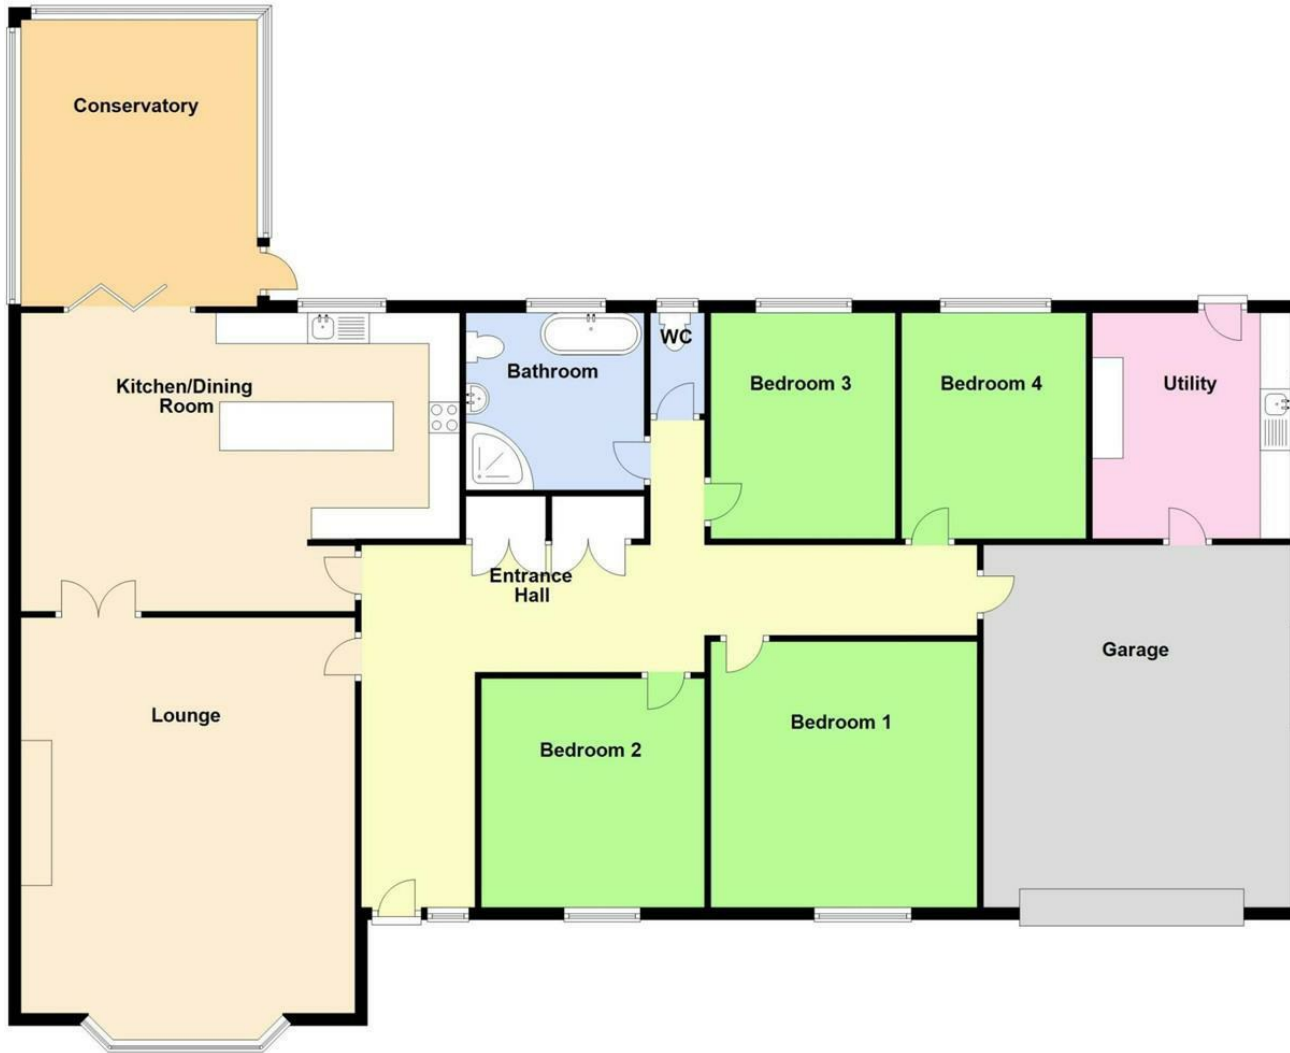 Conservatory
Kitchen/Dining
Room
Bathroom
WC
Bedroom 3
Bedroom 4
Utility
Entrance
Hall
Garage
Lounge
Bedroom 2
Bedroom 1